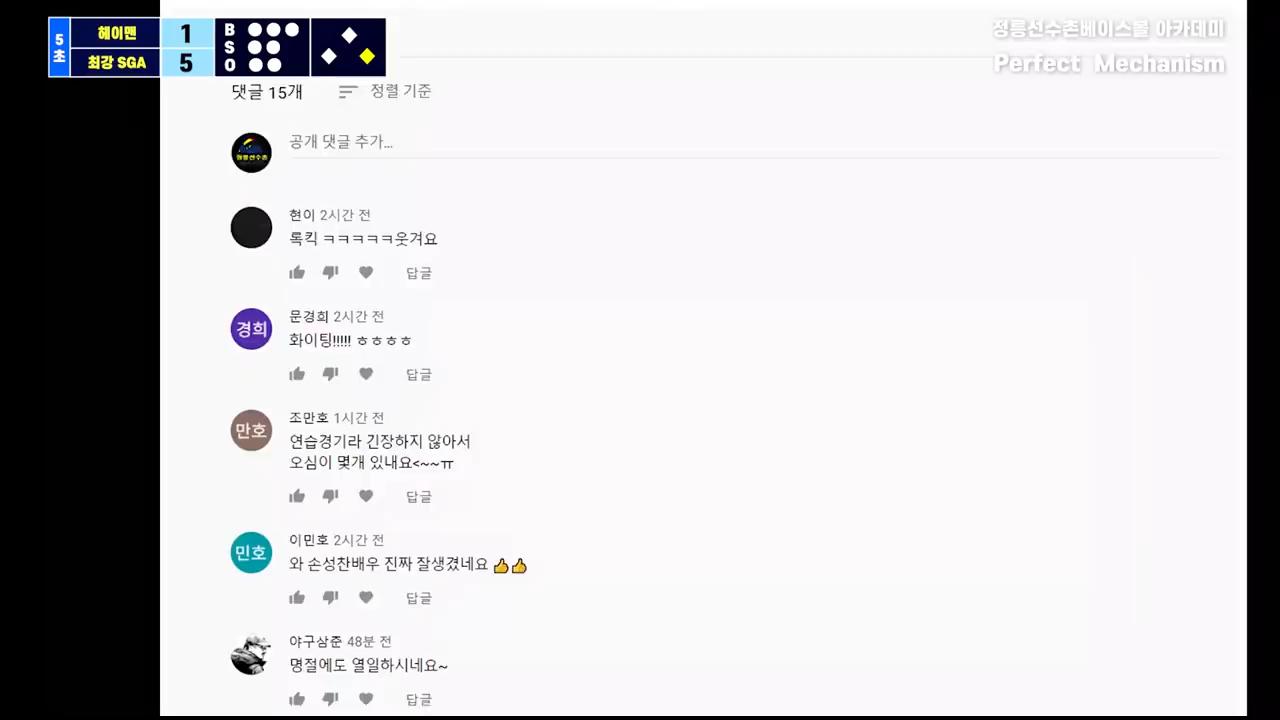 5초
헤이맨 1
최강 SGA 5
B
S
O
정릉선수촌베이스볼 아카데미
Perfect Mechanism
댓글 15개
정렬 기준
정릉선수촌
공개 댓글 추가...
현이 2시간 전
록킥 ㅋㅋㅋㅋㅋ웃겨요
답글
경희
문경희 2시간 전
화이팅!!!!! ㅎㅎㅎㅎ
답글
만호
조만호 1시간 전
연습경기라 긴장하지 않아서
오심이 몇개 있내요<~~ㅠ
답글
민호
이민호 2시간 전
와 손성찬배우 진짜 잘생겼네요 👍👍
답글
야구삼준 48분 전
명절에도 열일하시네요~
답글